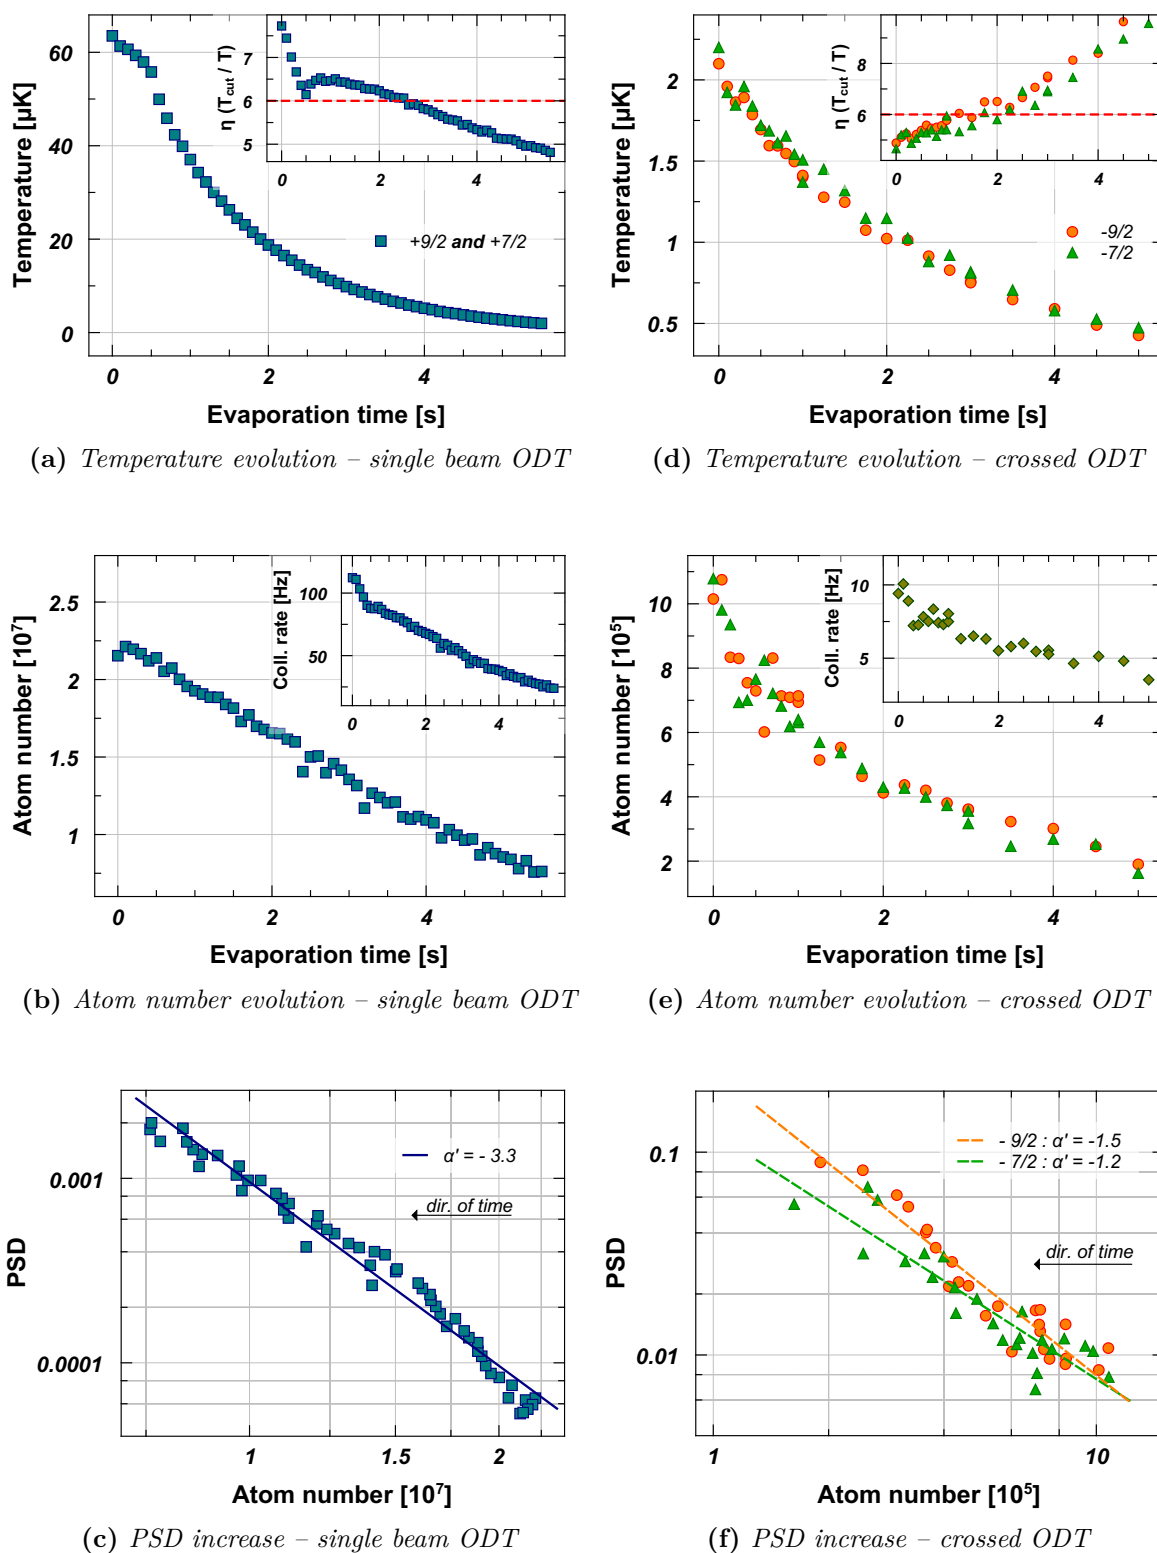 60
40
20
0
Temperature [µK]
0
2
4
Evaporation time [s]
7
6
5
η (T_cut / T)
0
2
4
+9/2 and +7/2
(a) Temperature evolution – single beam ODT
2
1.5
1
0.5
Temperature [µK]
0
2
4
Evaporation time [s]
8
6
4
η (T_cut / T)
0
1
2
3
4
-9/2
-7/2
(d) Temperature evolution – crossed ODT
2.5
2
1.5
1
Atom number [10⁷]
0
2
4
Evaporation time [s]
100
50
Coll. rate [Hz]
0
2
4
(b) Atom number evolution – single beam ODT
10
8
6
4
2
Atom number [10⁵]
0
2
4
Evaporation time [s]
10
5
Coll. rate [Hz]
0
2
4
(e) Atom number evolution – crossed ODT
0.001
0.0001
PSD
α' = - 3.3
dir. of time
1
1.5
2
Atom number [10⁷]
(c) PSD increase – single beam ODT
0.1
0.01
PSD
- 9/2 : α' = -1.5
- 7/2 : α' = -1.2
dir. of time
1
10
Atom number [10⁵]
(f) PSD increase – crossed ODT